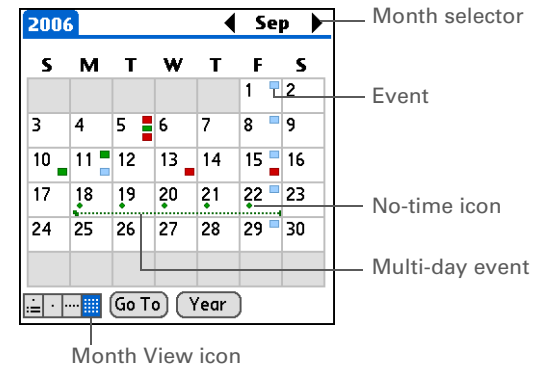 2006 Sep Month selector
S M T W T F S
1 2 Event
3 4 5 6 7 8 9
10 11 12 13 14 15 16
17 18 19 20 21 22 23 No-time icon
24 25 26 27 28 29 30
Multi-day event
Go To Year
Month View icon